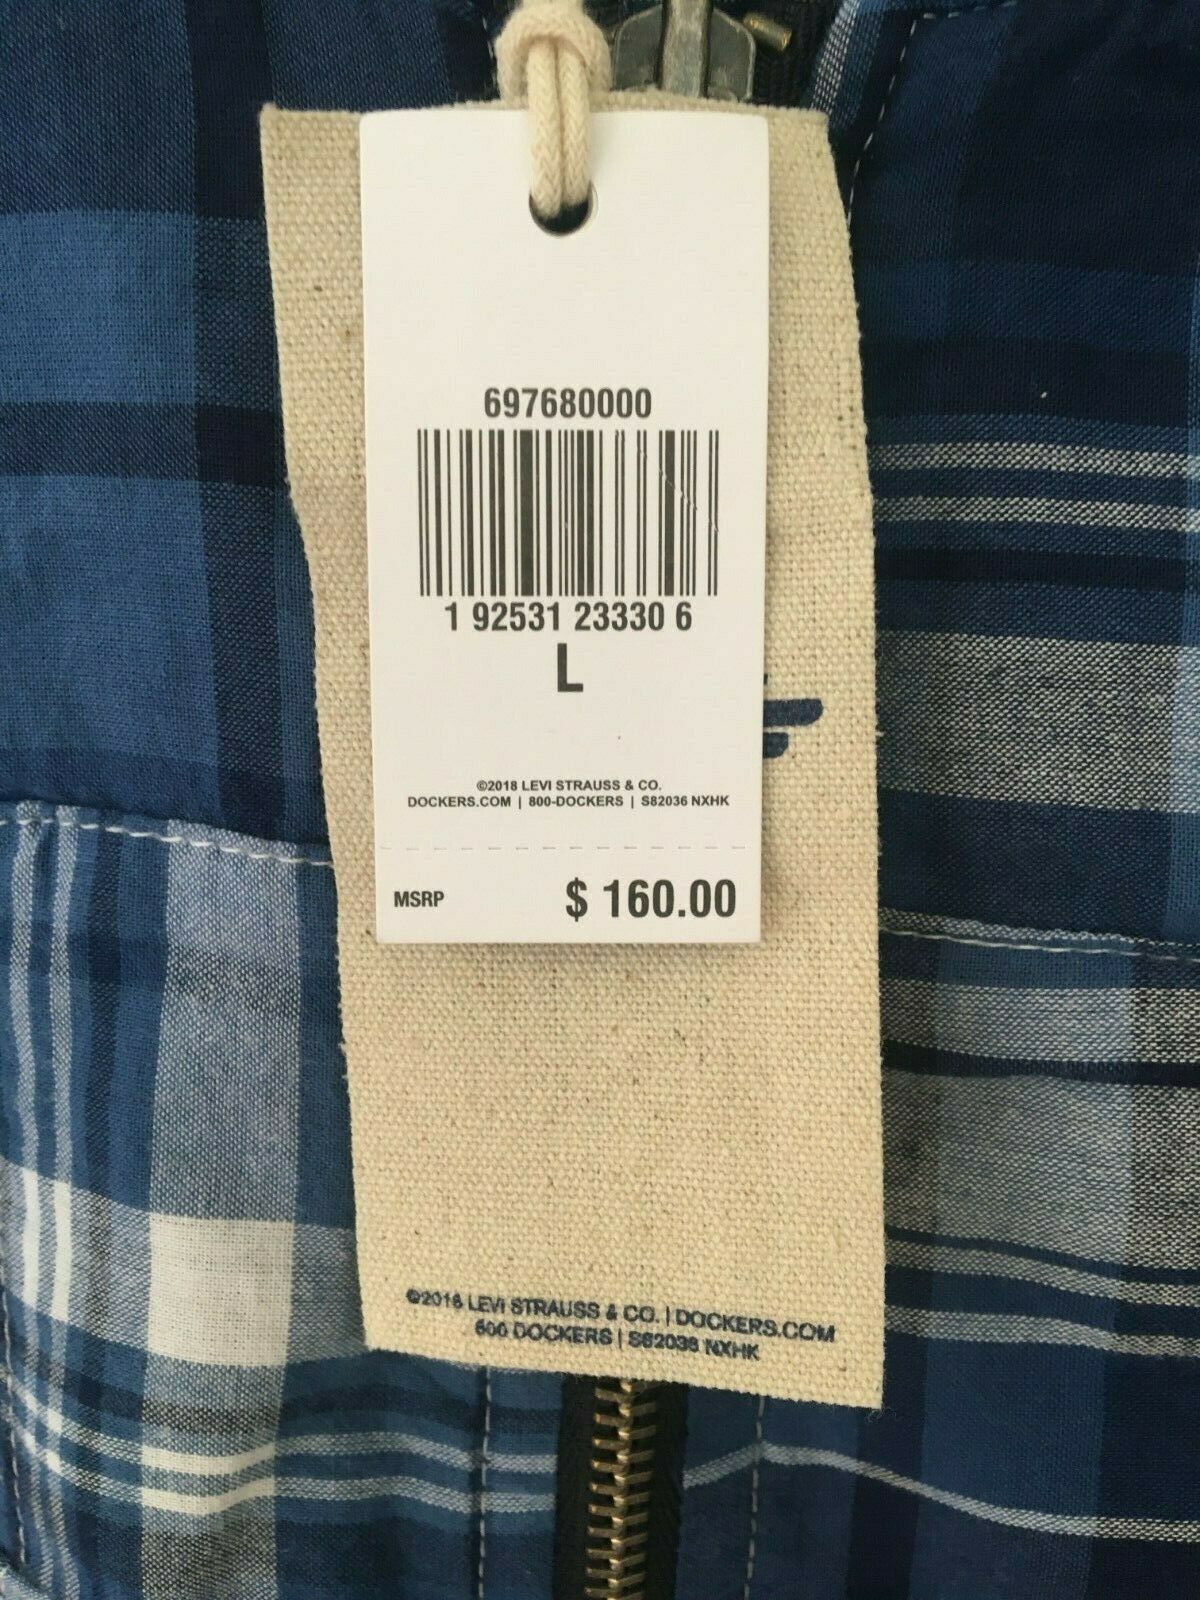 697680000
1 92531 23330 6
L
©2018 LEVI STRAUSS & CO.
DOCKERS.COM | 800-DOCKERS | S82036 NXHK
MSRP $ 160.00
©2018 LEVI STRAUSS & CO. | DOCKERS.COM
800 DOCKERS | S82036 NXHK